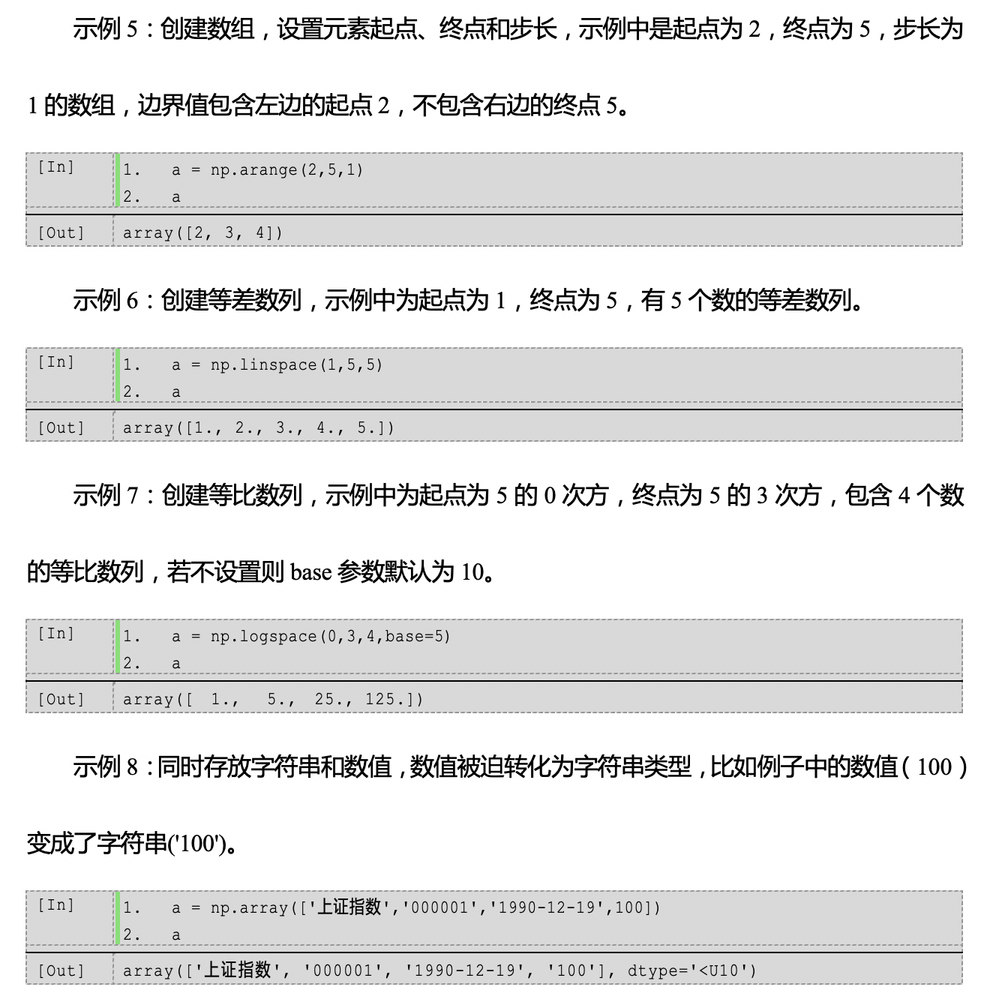 示例 5：创建数组，设置元素起点、终点和步长，示例中是起点为 2，终点为 5，步长为
1 的数组，边界值包含左边的起点 2，不包含右边的终点 5。
[In] 1. a = np.arange(2,5,1)
2. a
[Out] array([2, 3, 4])
示例 6：创建等差数列，示例中为起点为 1，终点为 5，有 5 个数的等差数列。
[In] 1. a = np.linspace(1,5,5)
2. a
[Out] array([1., 2., 3., 4., 5.])
示例 7：创建等比数列，示例中为起点为 5 的 0 次方，终点为 5 的 3 次方，包含 4 个数
的等比数列，若不设置则 base 参数默认为 10。
[In] 1. a = np.logspace(0,3,4,base=5)
2. a
[Out] array([  1.,   5.,  25., 125.])
示例 8：同时存放字符串和数值，数值被迫转化为字符串类型，比如例子中的数值（100）
变成了字符串('100')。
[In] 1. a = np.array(['上证指数','000001','1990-12-19',100])
2. a
[Out] array(['上证指数', '000001', '1990-12-19', '100'], dtype='<U10')